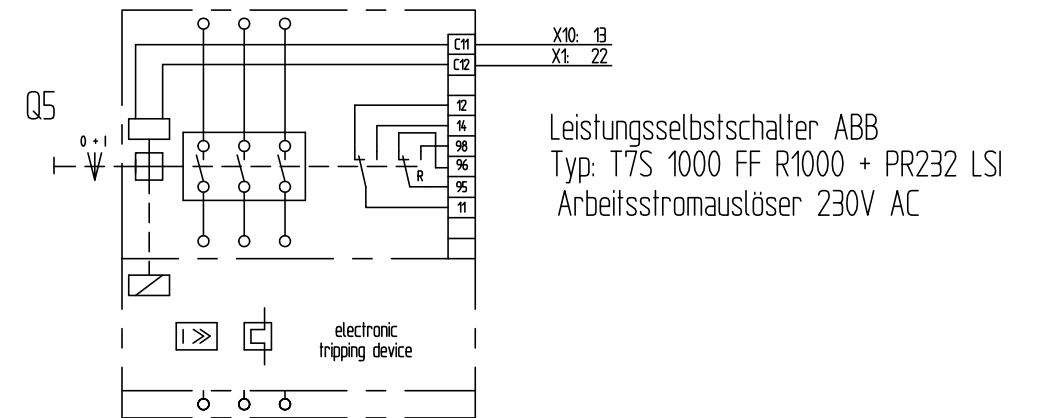 X10: 13
C11
X1: 22
C12
Q5
12
14
0 + I
98
96
R
95
11
Leistungsselbstschalter ABB
Typ: T7S 1000 FF R1000 + PR232 LSI
Arbeitsstromauslöser 230V AC
I >>
electronic
tripping device